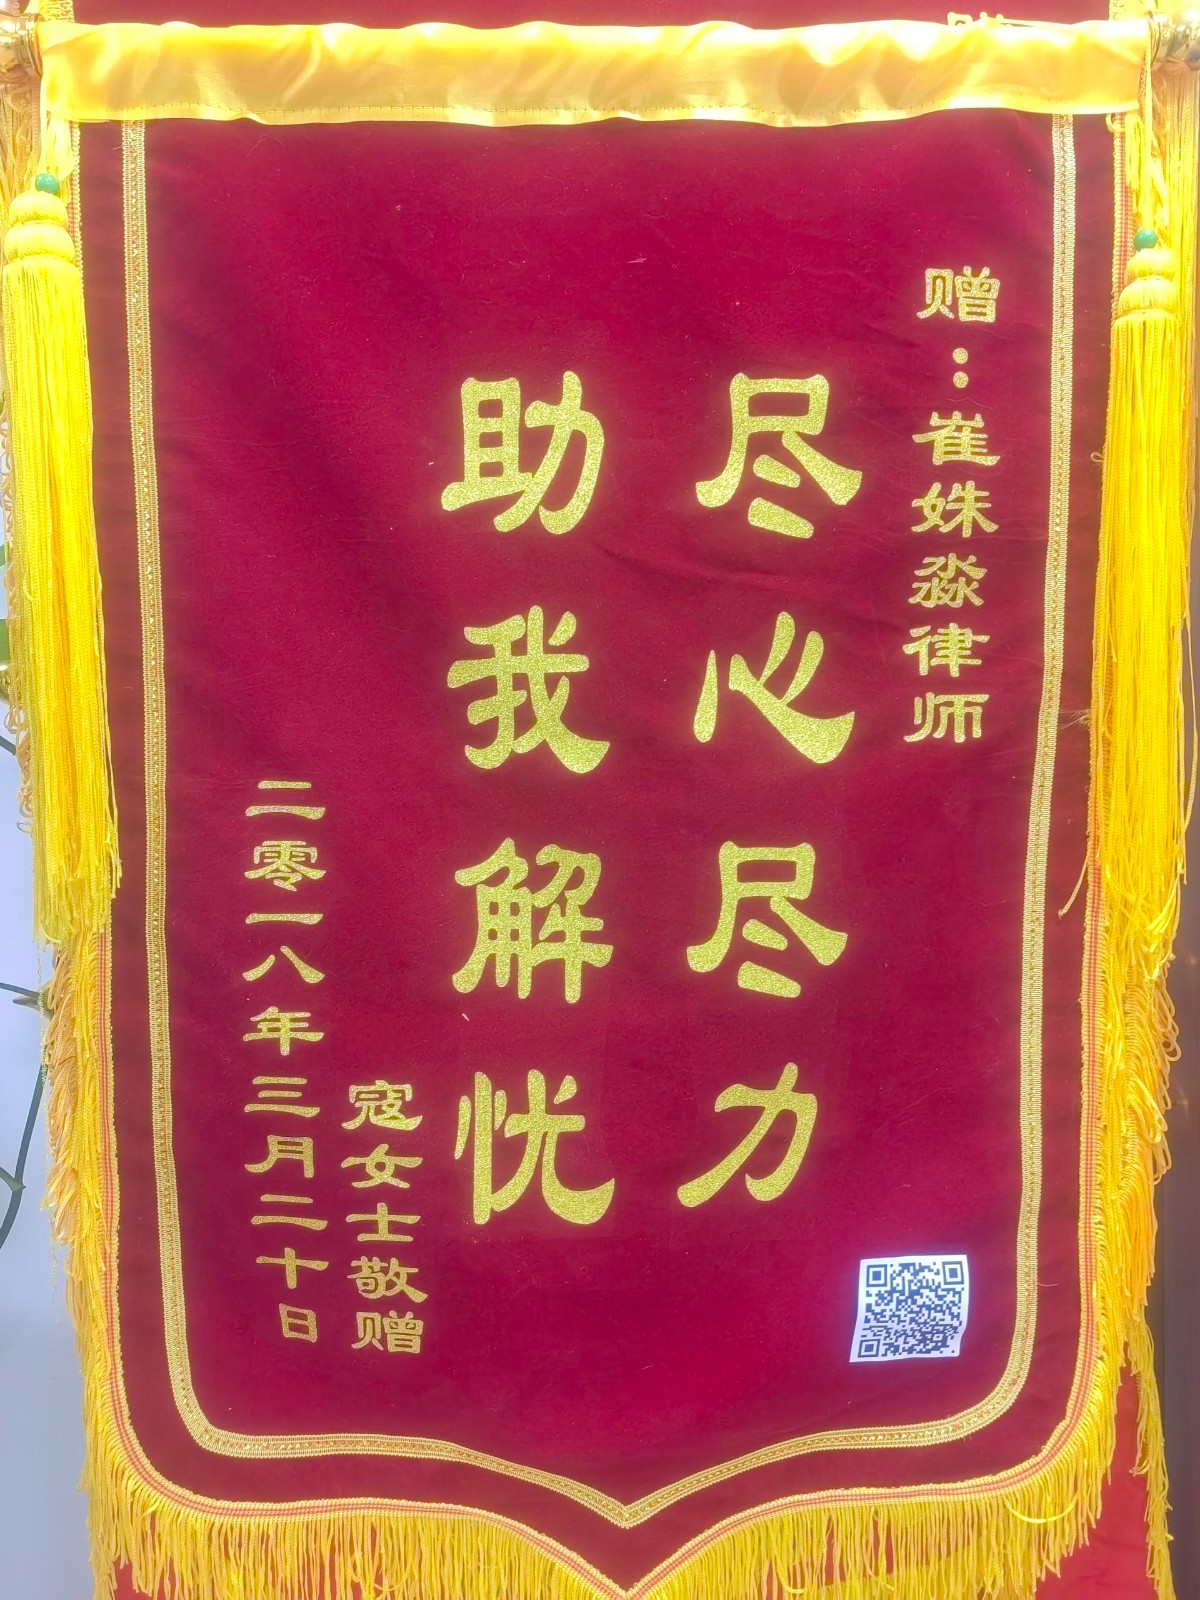 赠：崔姝淼律师
尽心尽力
助我解忧
寇女士敬赠
二零一八年三月二十日